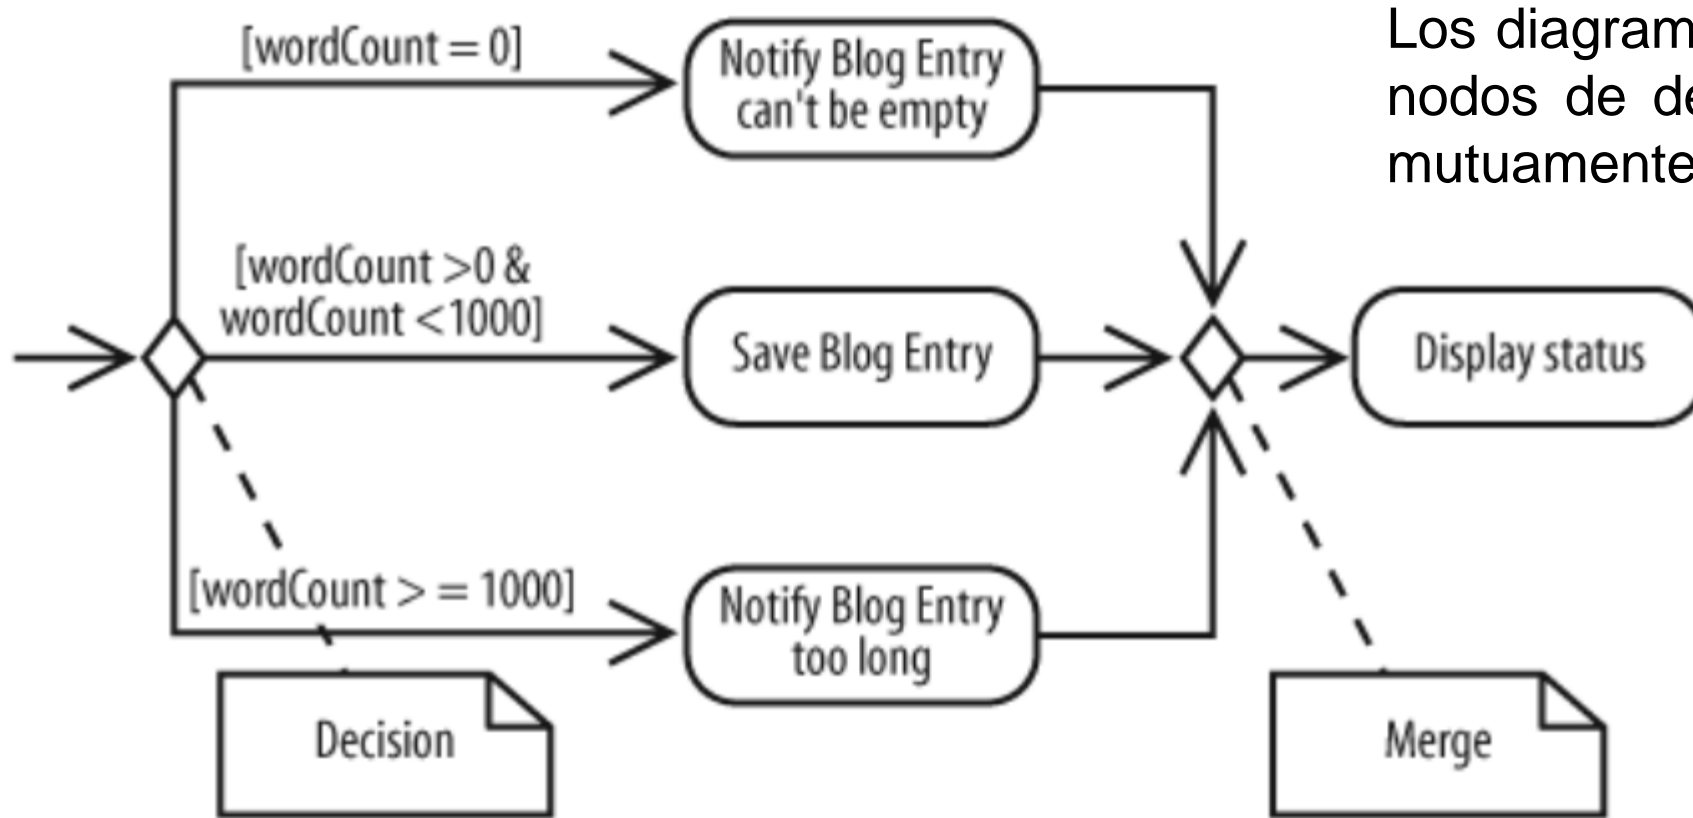 [wordCount = 0]
Notify Blog Entry
can't be empty
[wordCount >0 &
wordCount <1000]
Save Blog Entry
Display status
[wordCount > = 1000]
Notify Blog Entry
too long
Decision
Merge
Los diagram
nodos de de
mutuamente